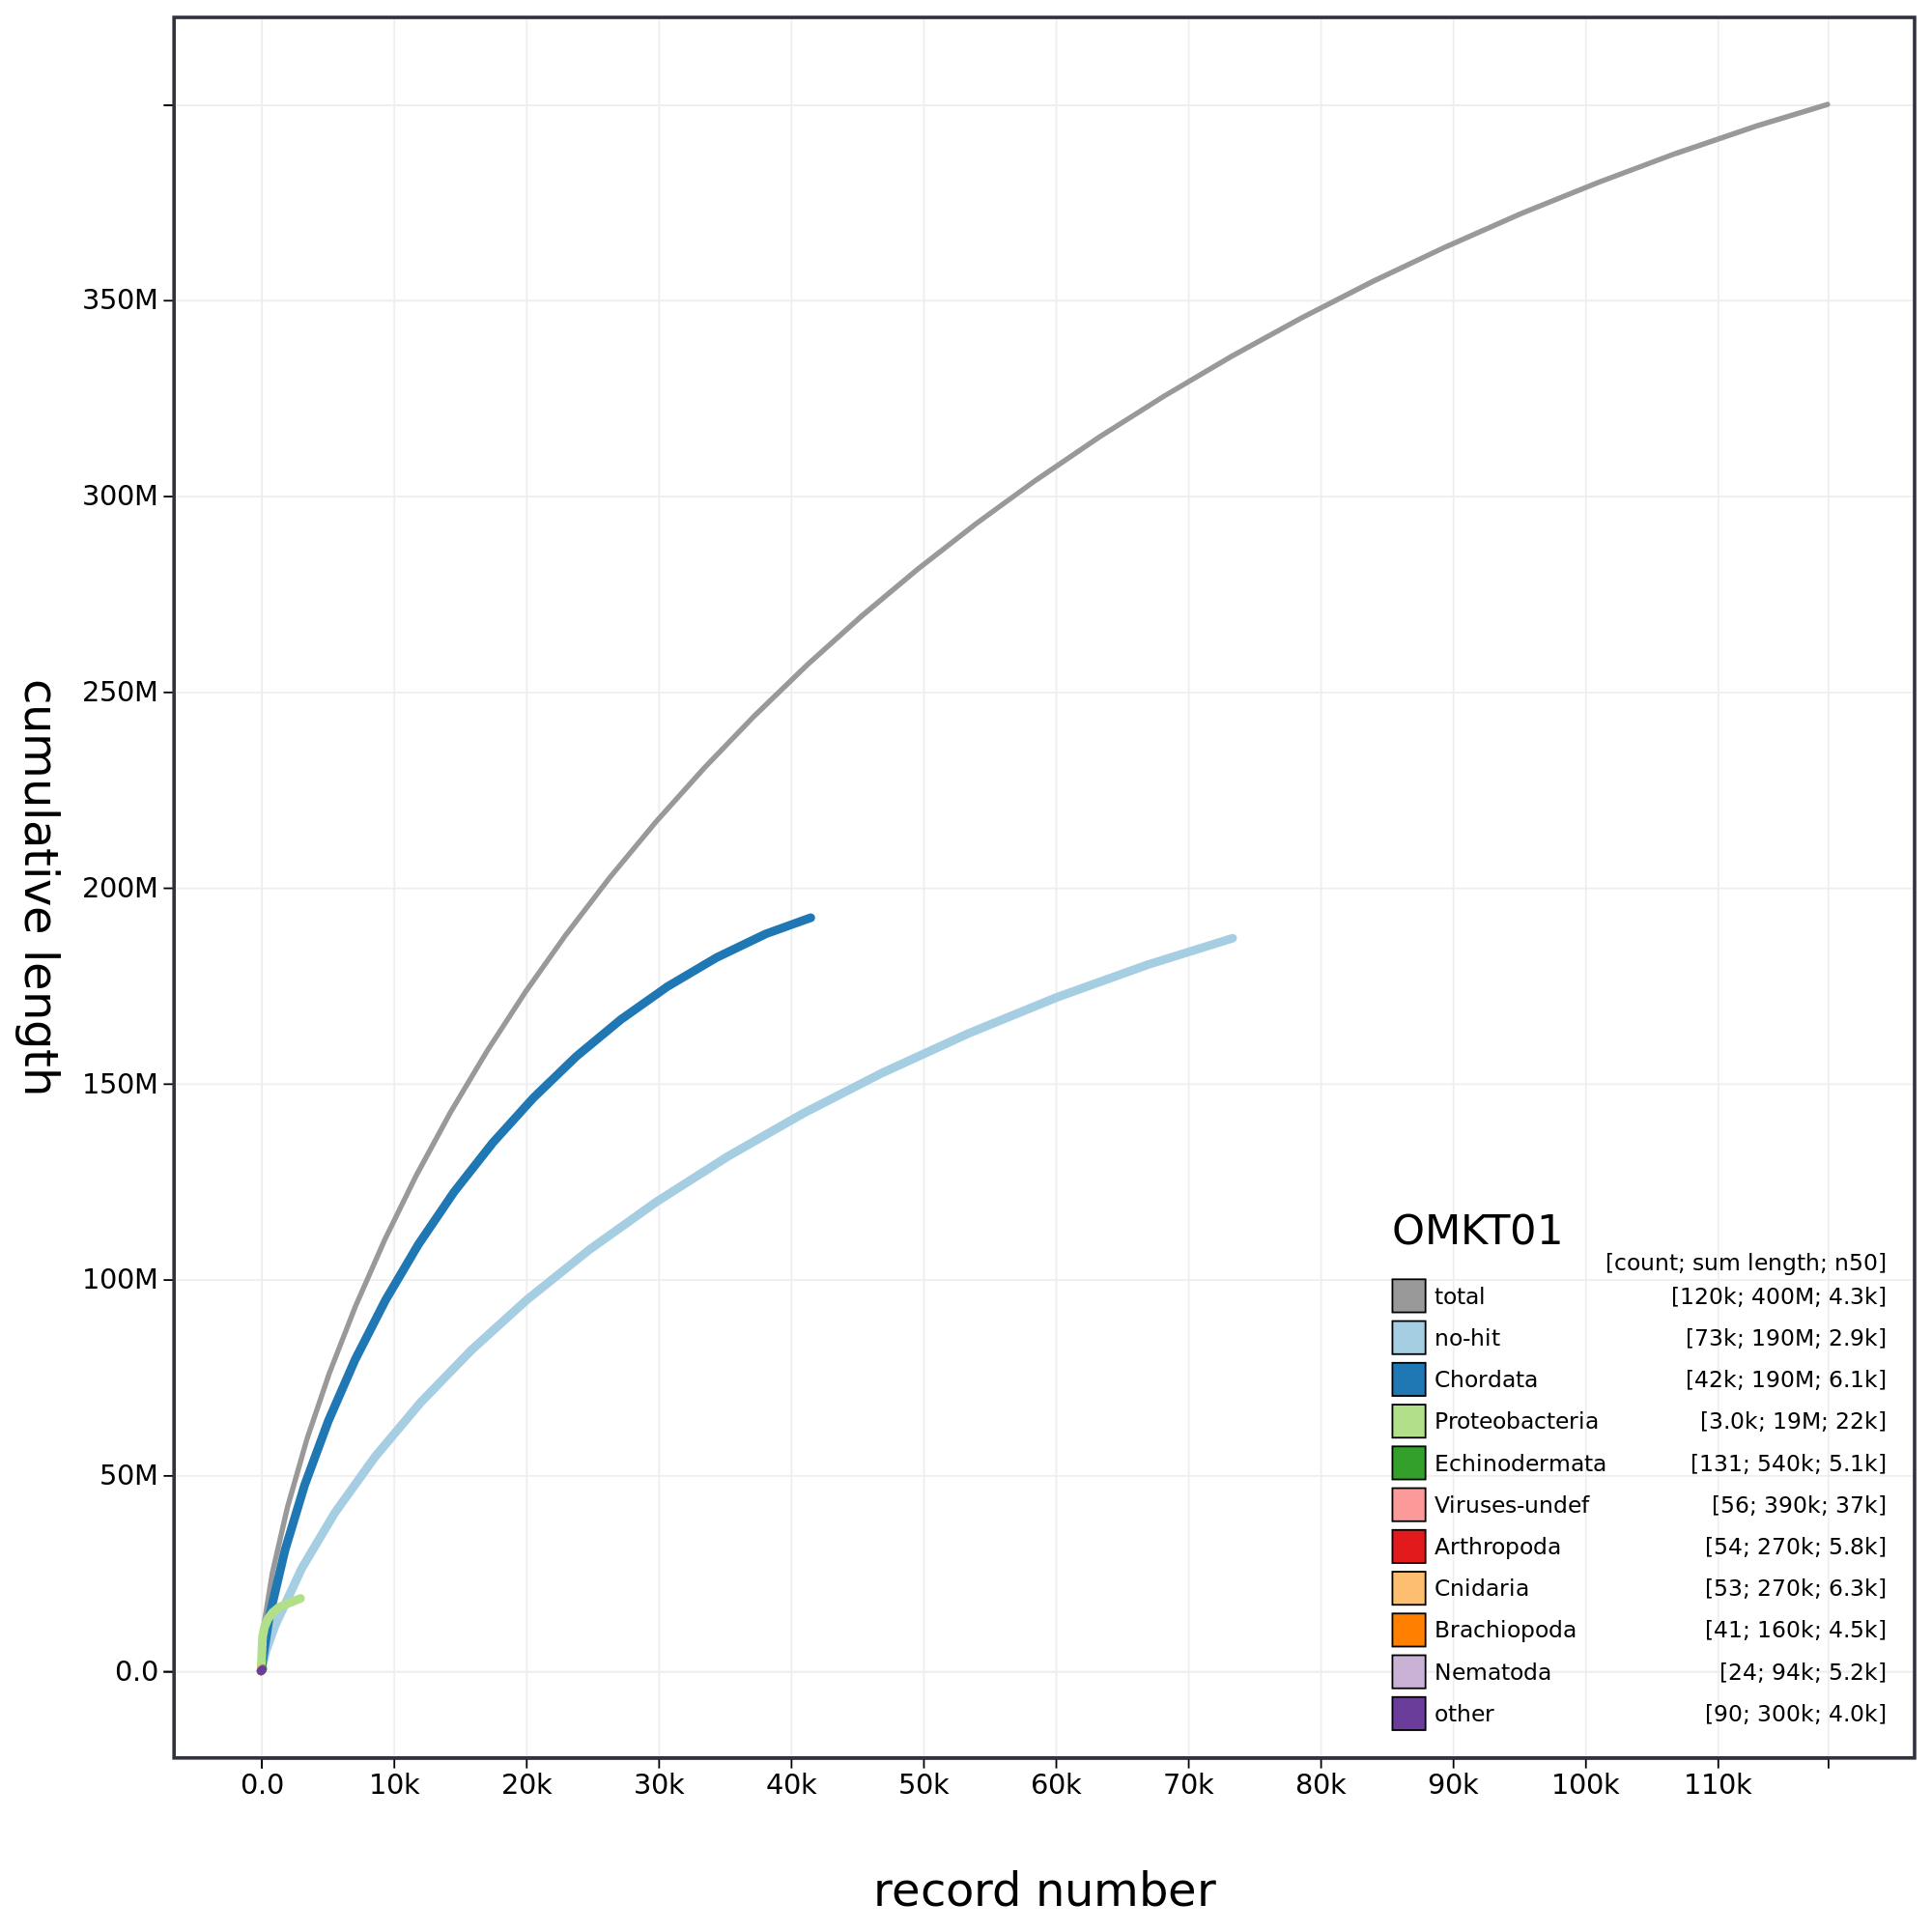 cumulative length
350M
300M
250M
200M
150M
100M
50M
0.0
OMKT01
[count; sum length; n50]
total [120k; 400M; 4.3k]
no-hit [73k; 190M; 2.9k]
Chordata [42k; 190M; 6.1k]
Proteobacteria [3.0k; 19M; 22k]
Echinodermata [131; 540k; 5.1k]
Viruses-undef [56; 390k; 37k]
Arthropoda [54; 270k; 5.8k]
Cnidaria [53; 270k; 6.3k]
Brachiopoda [41; 160k; 4.5k]
Nematoda [24; 94k; 5.2k]
other [90; 300k; 4.0k]
0.0 10k 20k 30k 40k 50k 60k 70k 80k 90k 100k 110k
record number